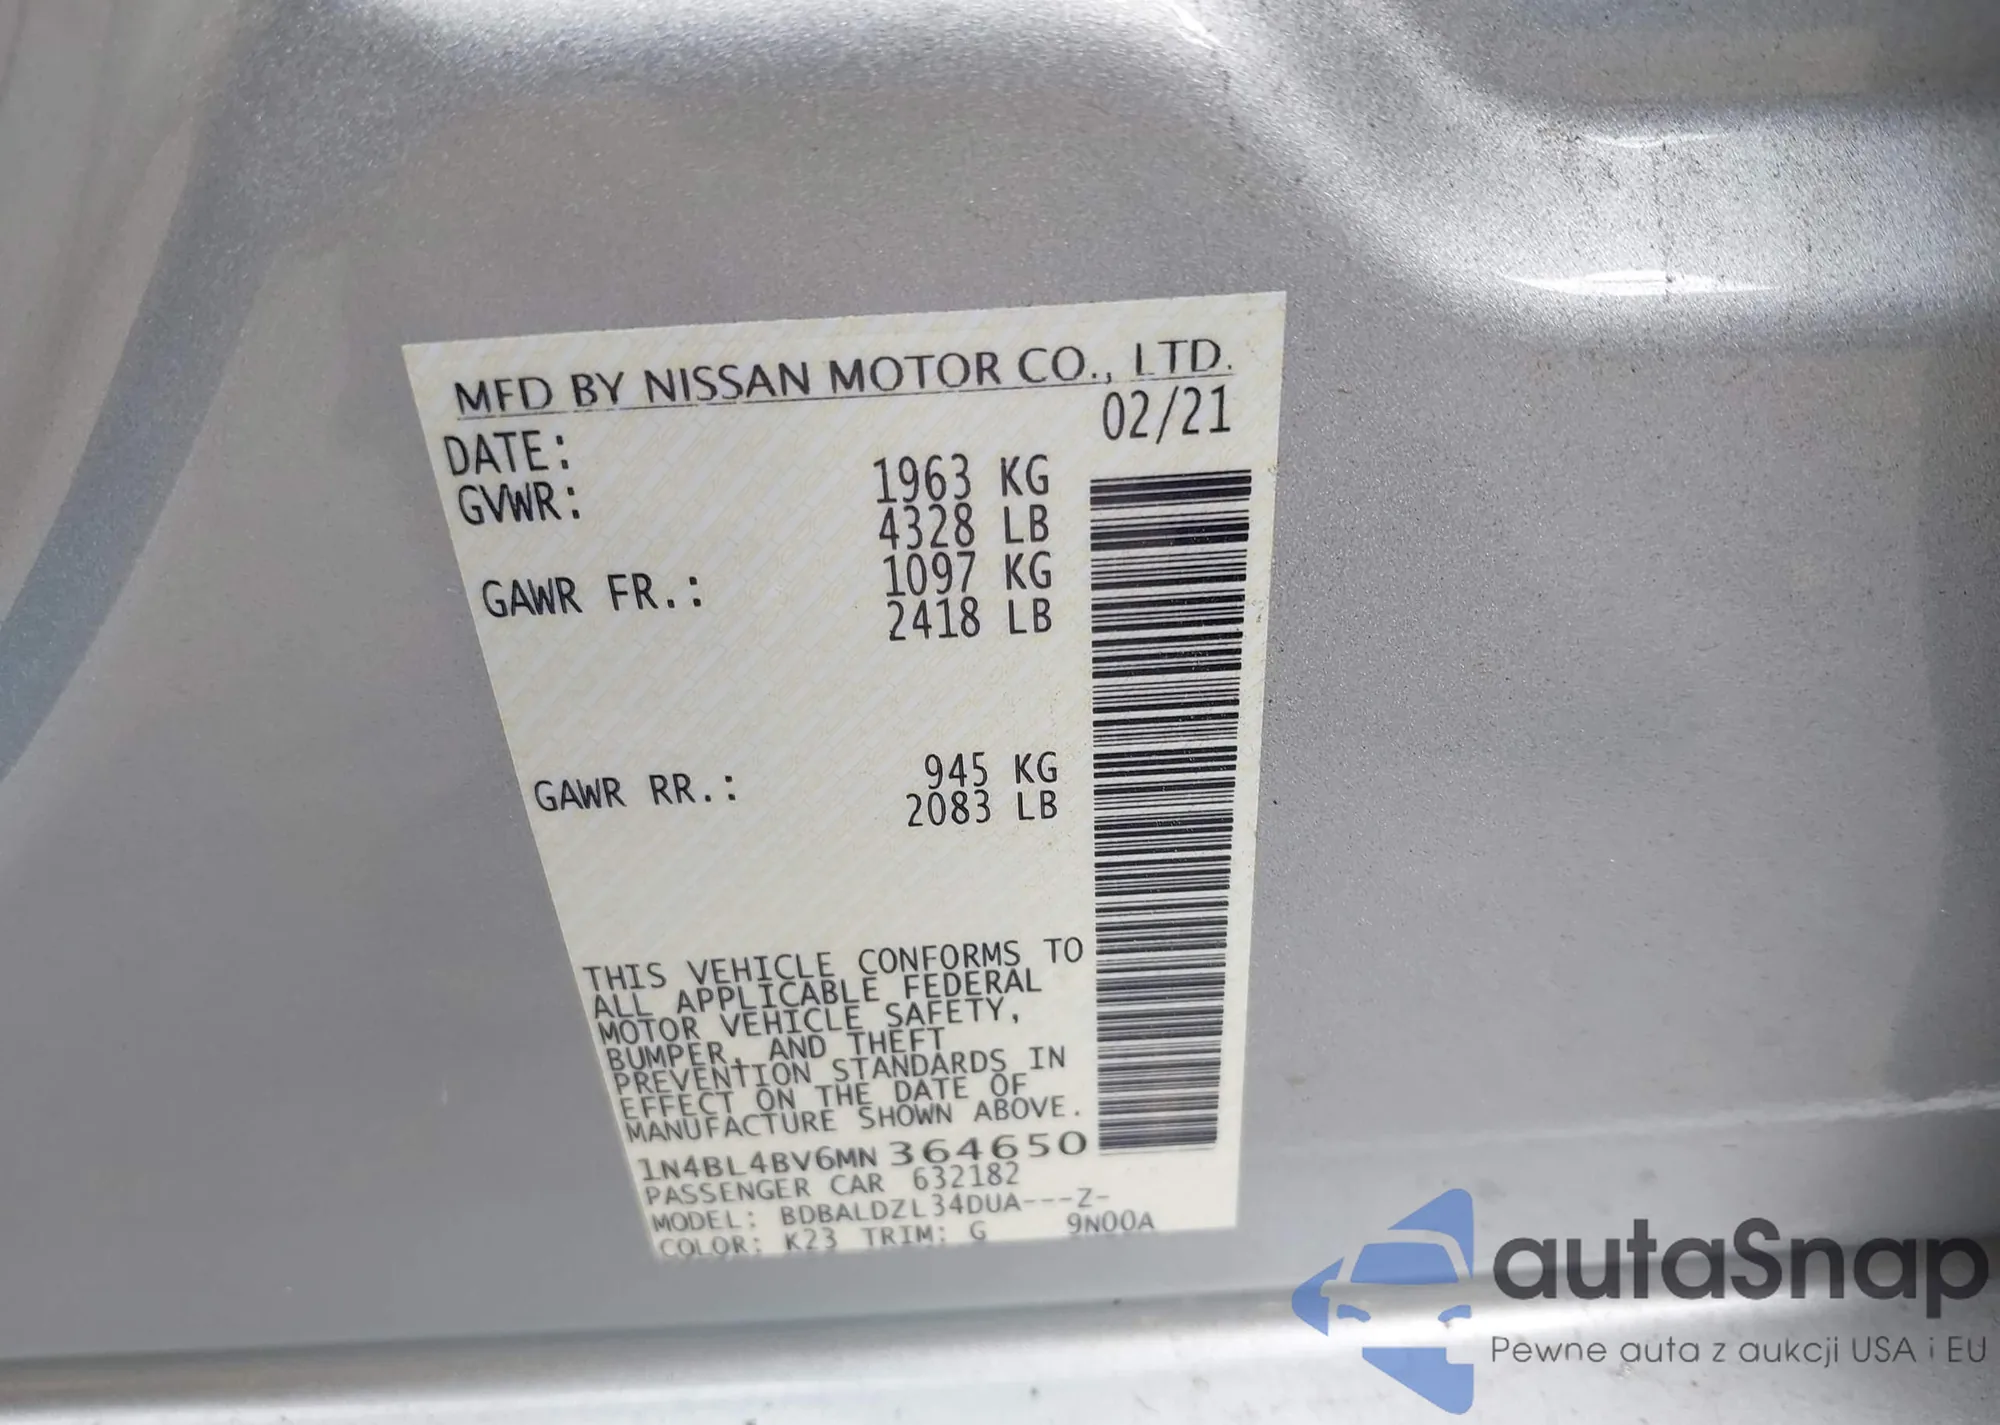 MFD BY NISSAN MOTOR CO., LTD.
DATE: 02/21
GVWR: 1963 KG
4328 LB
GAWR FR.: 1097 KG
2418 LB
GAWR RR.: 945 KG
2083 LB
THIS VEHICLE CONFORMS TO
ALL APPLICABLE FEDERAL
MOTOR VEHICLE SAFETY,
BUMPER, AND THEFT
PREVENTION STANDARDS IN
EFFECT ON THE DATE OF
MANUFACTURE SHOWN ABOVE.
1N4BL4BV6MN364650
PASSENGER CAR 632182
MODEL: BDBALDZL34DUA---Z-
COLOR: K23 TRIM: G 9N00A
autaSnap
Pewne auta z aukcji USA i EU